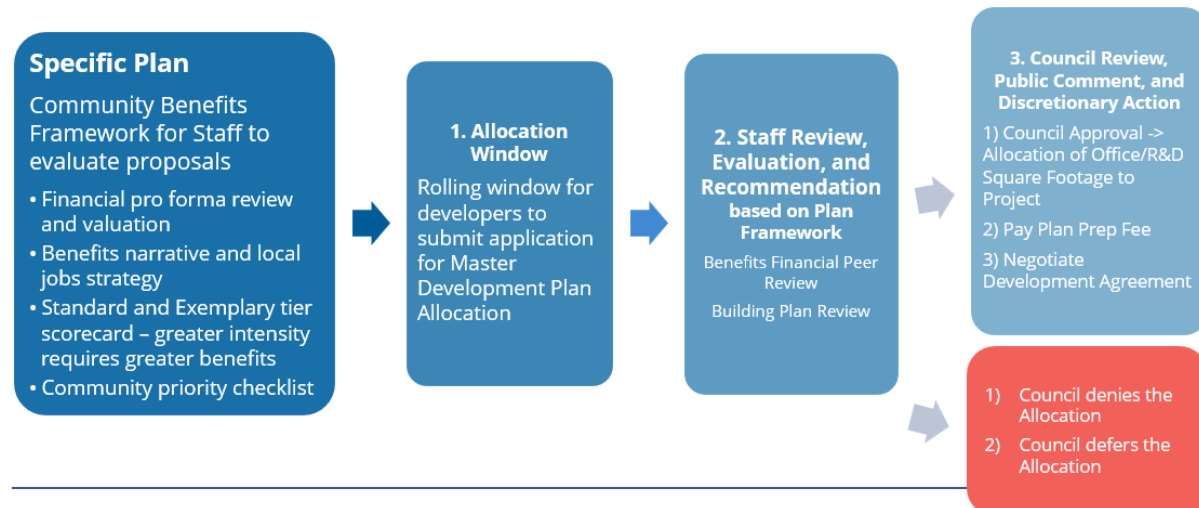 Specific Plan
Community Benefits
Framework for Staff to
evaluate proposals
• Financial pro forma review
and valuation
• Benefits narrative and local
jobs strategy
• Standard and Exemplary tier
scorecard – greater intensity
requires greater benefits
• Community priority checklist
1. Allocation
Window
Rolling window for
developers to
submit application
for Master
Development Plan
Allocation
2. Staff Review,
Evaluation, and
Recommendation
based on Plan
Framework
Benefits Financial Peer
Review
Building Plan Review
3. Council Review,
Public Comment, and
Discretionary Action
1) Council Approval ->
Allocation of Office/R&D
Square Footage to
Project
2) Pay Plan Prep Fee
3) Negotiate
Development Agreement
1) Council denies the
Allocation
2) Council defers the
Allocation